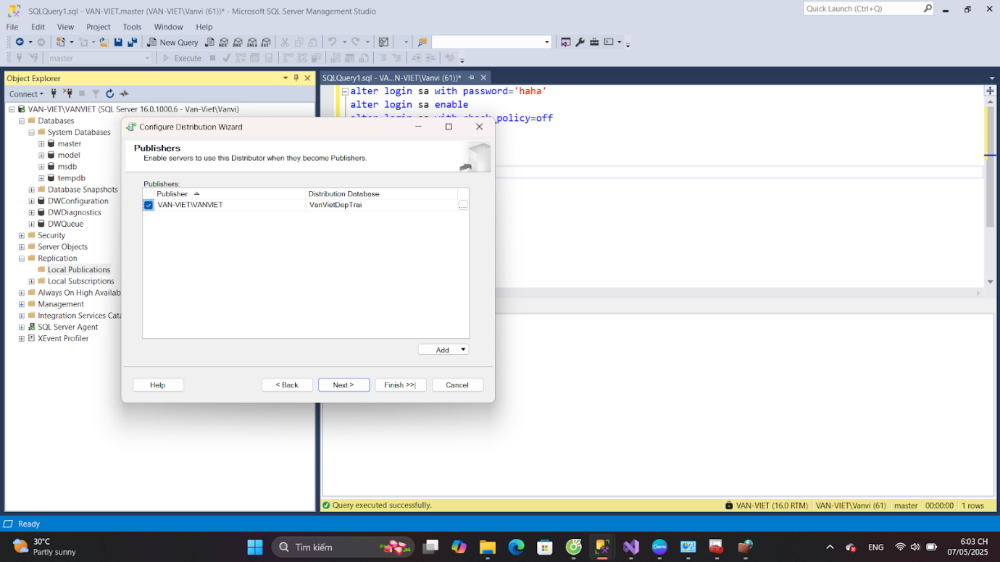 SQLQuery1.sql - VAN-VIET.master (VAN-VIET\Vanvi (61))* - Microsoft SQL Server Management Studio
Quick Launch (Ctrl+Q)
File Edit View Project Tools Window Help
New Query
master Execute
Object Explorer
SQLQuery1.sql - VA...N-VIET\Vanvi (61))*
Connect
alter login sa with password='haha'
alter login sa enable
alter login sa with check_policy=off
VAN-VIET\VANVIET (SQL Server 16.0.1000.6 - Van-Viet\Vanvi)
Databases
System Databases
master
model
msdb
tempdb
Database Snapshots
DWConfiguration
DWDiagnostics
DWQueue
Security
Server Objects
Replication
Local Publications
Local Subscriptions
Always On High Availab
Management
Integration Services Cata
SQL Server Agent
XEvent Profiler
Configure Distribution Wizard
Publishers
Enable servers to use this Distributor when they become Publishers.
Publishers:
Publisher Distribution Database
VAN-VIET\VANVIET VanVietDepTrai ...
Add
Help < Back Next > Finish >>| Cancel
Query executed successfully. VAN-VIET (16.0 RTM) VAN-VIET\Vanvi (61) master 00:00:00 1 rows
Ready
30°C
Partly sunny
Tìm kiếm
ENG
6:03 CH
07/05/2025